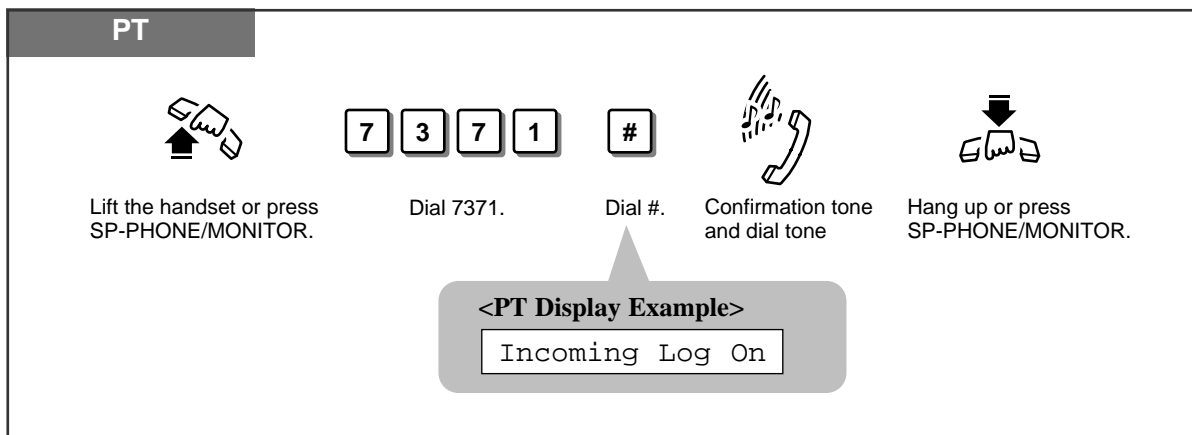 PT
7 3 7 1 #
Lift the handset or press
SP-PHONE/MONITOR.
Dial 7371.
Dial #.
Confirmation tone
and dial tone
Hang up or press
SP-PHONE/MONITOR.
<PT Display Example>
Incoming Log On